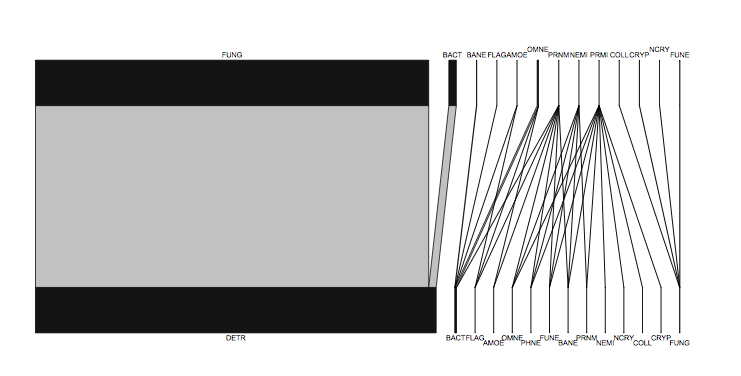 FUNG BACT BANE FLAG AMOE OMNE PRNM NEMI PRMI COLL CRYP NCRY FUNE
DETR BACT FLAG AMOE OMNE PHNE FUNE BANE PRNM NEMI NCRY COLL CRYP FUNG